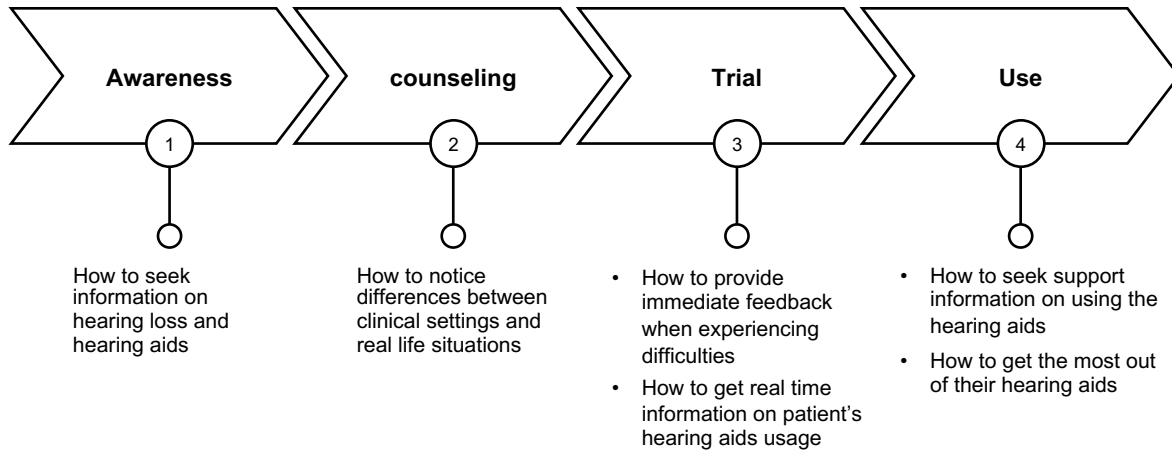 Awareness
counseling
Trial
Use
1
2
3
4
How to seek
information on
hearing loss and
hearing aids
How to notice
differences between
clinical settings and
real life situations
• How to provide
immediate feedback
when experiencing
difficulties
• How to get real time
information on patient’s
hearing aids usage
• How to seek support
information on using the
hearing aids
• How to get the most out
of their hearing aids